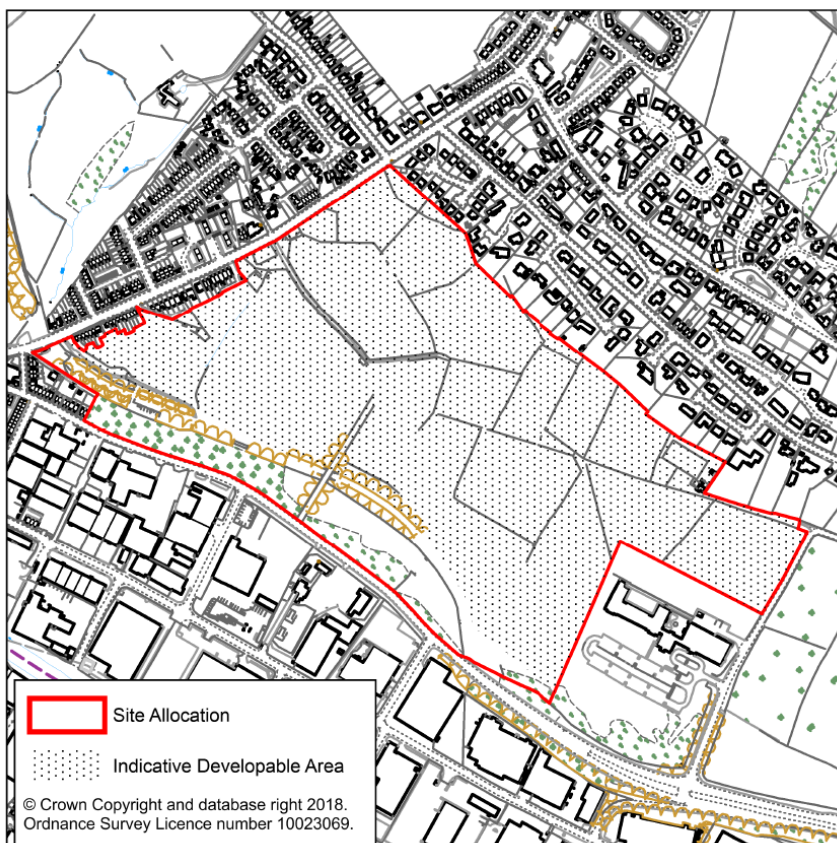 Site Allocation
Indicative Developable Area
© Crown Copyright and database right 2018.
Ordnance Survey Licence number 10023069.